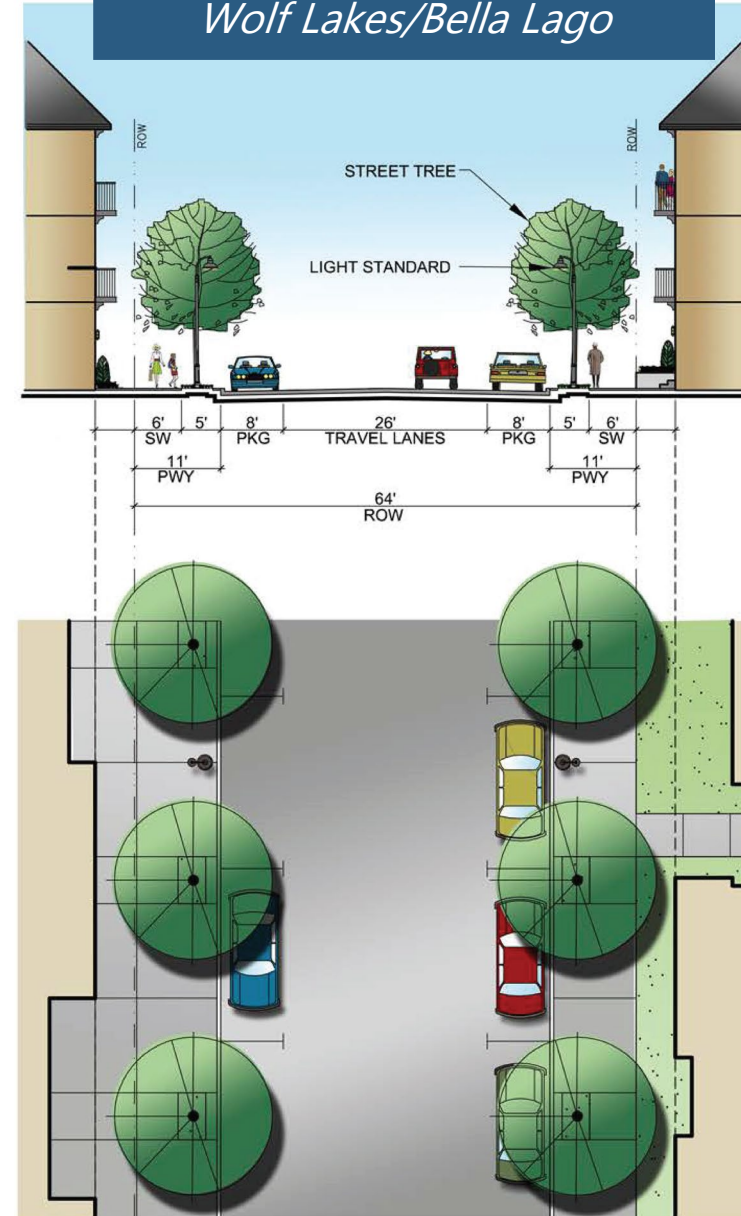 Wolf Lakes/Bella Lago
ROW
ROW
STREET TREE
LIGHT STANDARD
6' 5' 8' 26' 8' 5' 6'
SW PKG TRAVEL LANES PKG SW
11' 11'
PWY PWY
64'
ROW